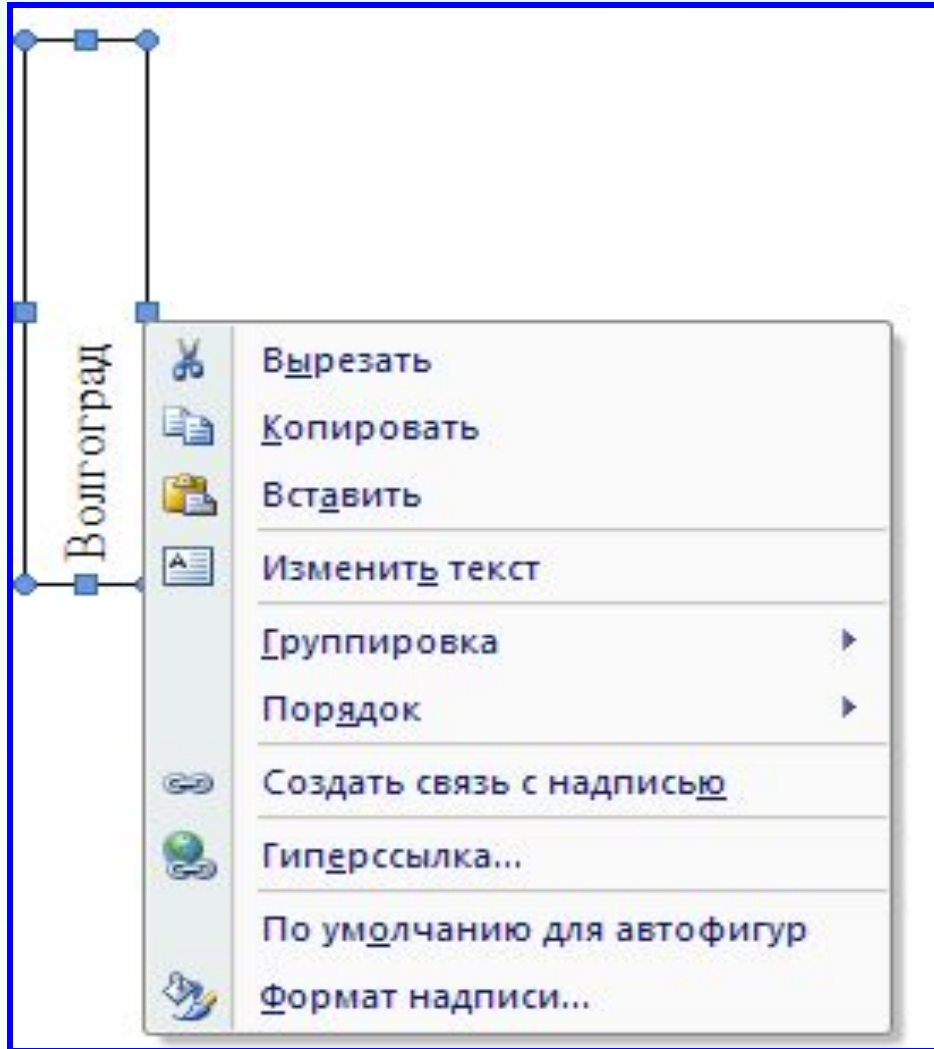 Волгоград
Вырезать
Копировать
Вставить
Изменить текст
Группировка
Порядок
Создать связь с надписью
Гиперссылка...
По умолчанию для автофигур
Формат надписи...